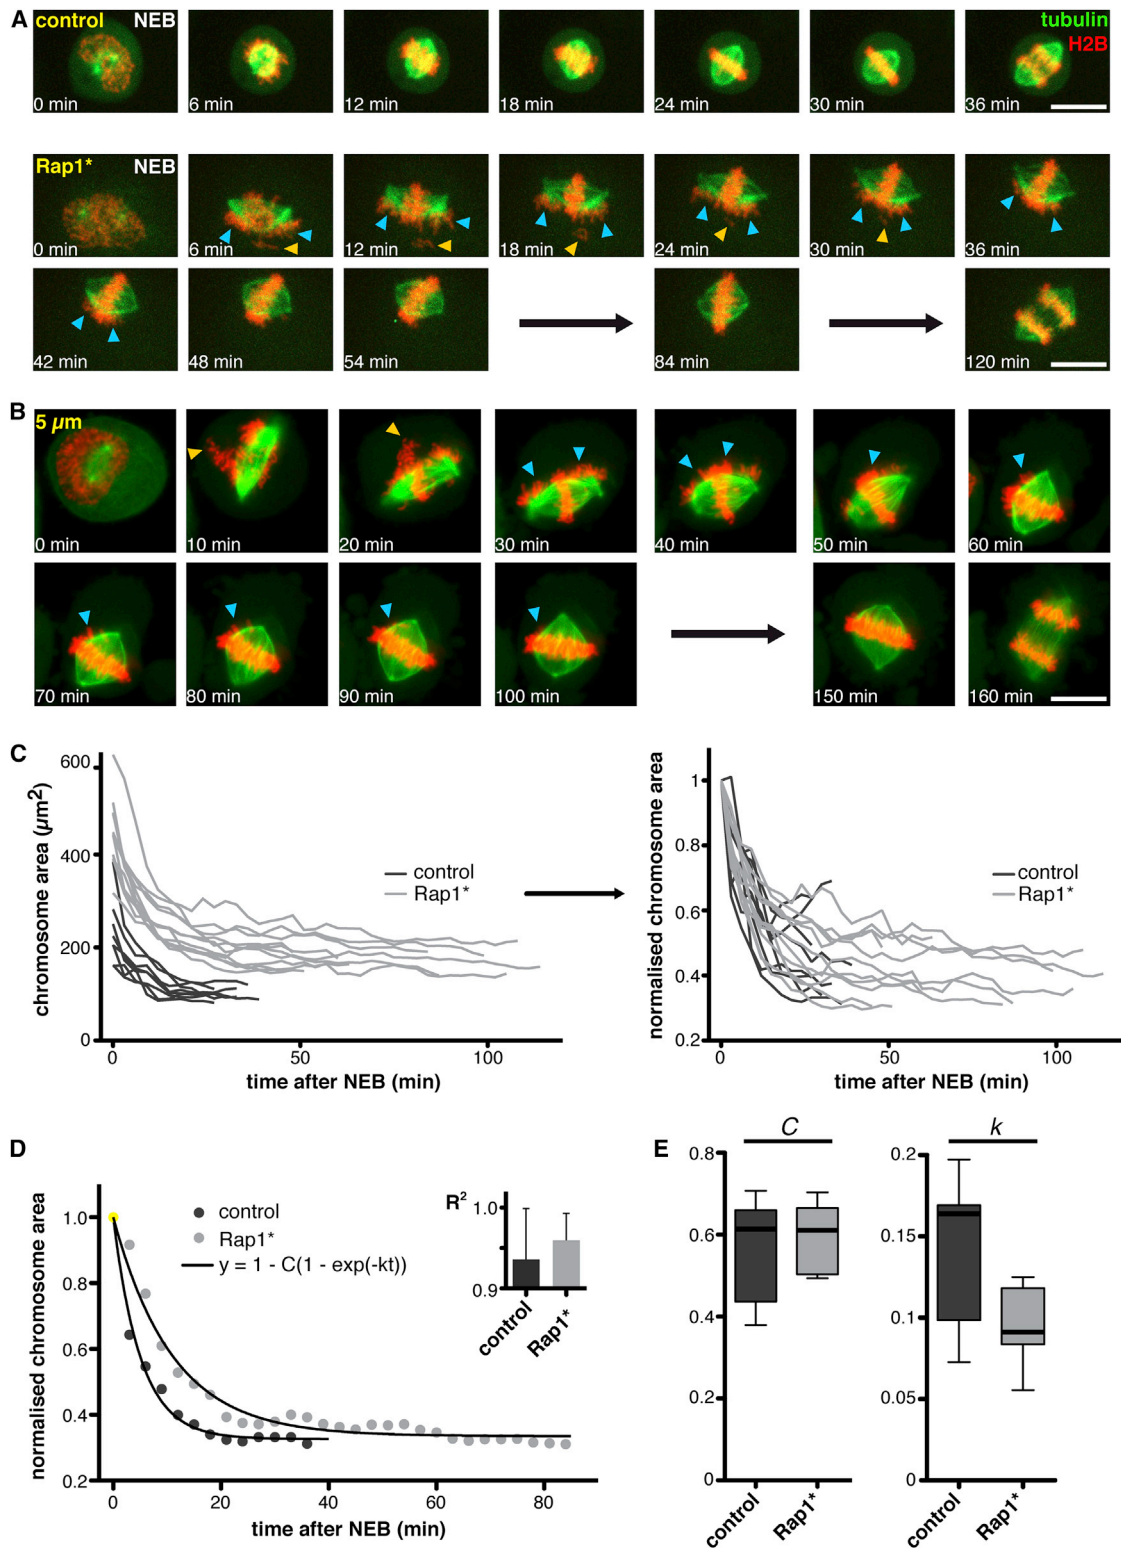 A
control NEB tubulin
H2B
0 min 6 min 12 min 18 min 24 min 30 min 36 min
Rap1* NEB
0 min 6 min 12 min 18 min 24 min 30 min 36 min
42 min 48 min 54 min 84 min 120 min
B
5 µm
0 min 10 min 20 min 30 min 40 min 50 min 60 min
70 min 80 min 90 min 100 min 150 min 160 min
C
chromosome area (µm2)
600
400
200
0
0 50 100
time after NEB (min)
control
Rap1*
normalised chromosome area
1
0.8
0.6
0.4
0.2
0 50 100
time after NEB (min)
control
Rap1*
D
normalised chromosome area
1.0
0.8
0.6
0.4
0.2
0 20 40 60 80
time after NEB (min)
control
Rap1*
y = 1 - C(1 - exp(-kt))
R2
1.0
0.9
control
Rap1*
E
C
0.8
0.6
0.4
0.2
0
control
Rap1*
k
0.2
0.15
0.1
0.05
0
control
Rap1*